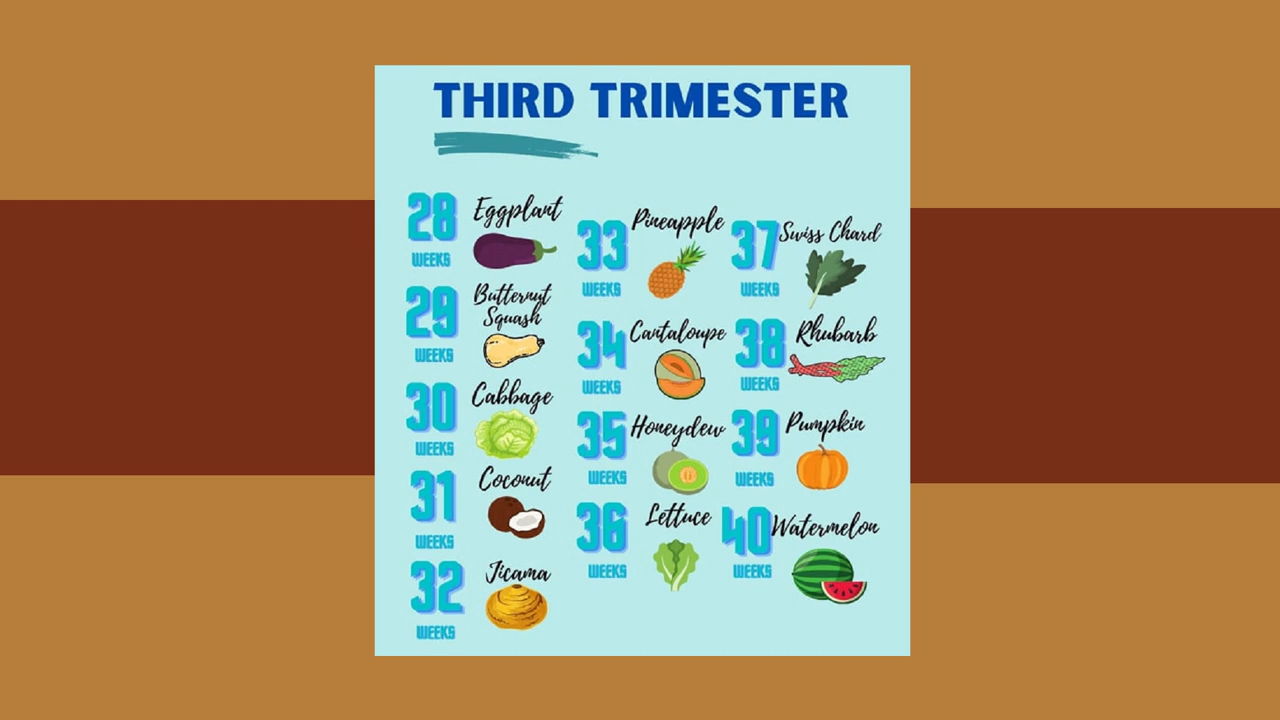 THIRD TRIMESTER
28
WEEKS
Eggplant
29
WEEKS
Butternut
Squash
30
WEEKS
Cabbage
31
WEEKS
Coconut
32
WEEKS
Jicama
33
WEEKS
Pineapple
34
WEEKS
Cantaloupe
35
WEEKS
Honeydew
36
WEEKS
Lettuce
37
WEEKS
Swiss Chard
38
WEEKS
Rhubarb
39
WEEKS
Pumpkin
40
WEEKS
Watermelon